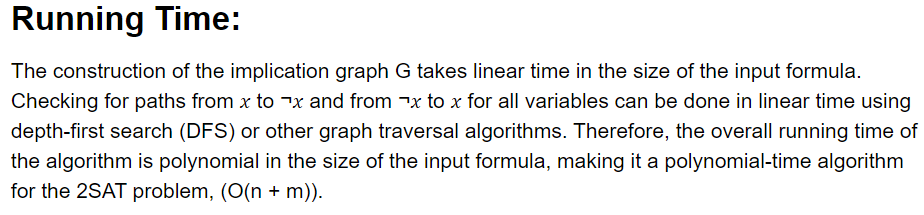 Running Time:
The construction of the implication graph G takes linear time in the size of the input formula.
Checking for paths from x to ¬x and from ¬x to x for all variables can be done in linear time using
depth-first search (DFS) or other graph traversal algorithms. Therefore, the overall running time of
the algorithm is polynomial in the size of the input formula, making it a polynomial-time algorithm
for the 2SAT problem, (O(n + m)).